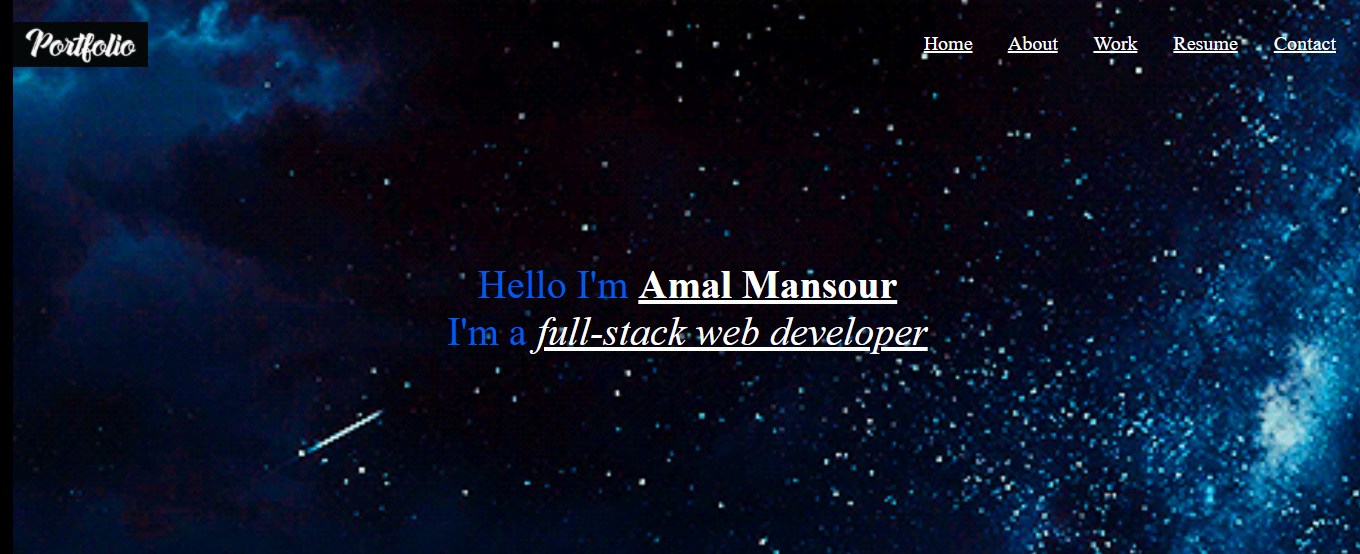 Portfolio
Home About Work Resume Contact
Hello I'm Amal Mansour
I'm a full-stack web developer